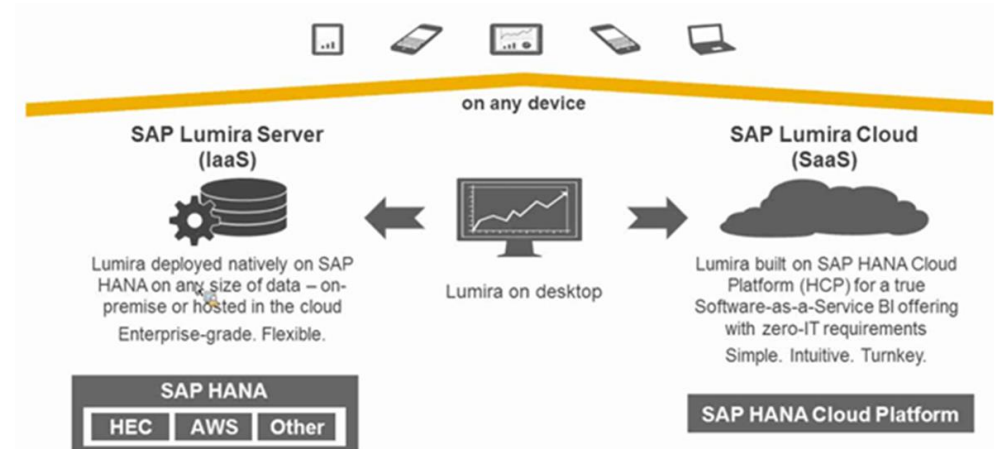 on any device
SAP Lumira Server
(IaaS)
Lumira deployed natively on SAP
HANA on any size of data – on-
premise or hosted in the cloud
Enterprise-grade. Flexible.
SAP HANA
HEC AWS Other
Lumira on desktop
SAP Lumira Cloud
(SaaS)
Lumira built on SAP HANA Cloud
Platform (HCP) for a true
Software-as-a-Service BI offering
with zero-IT requirements
Simple. Intuitive. Turnkey.
SAP HANA Cloud Platform